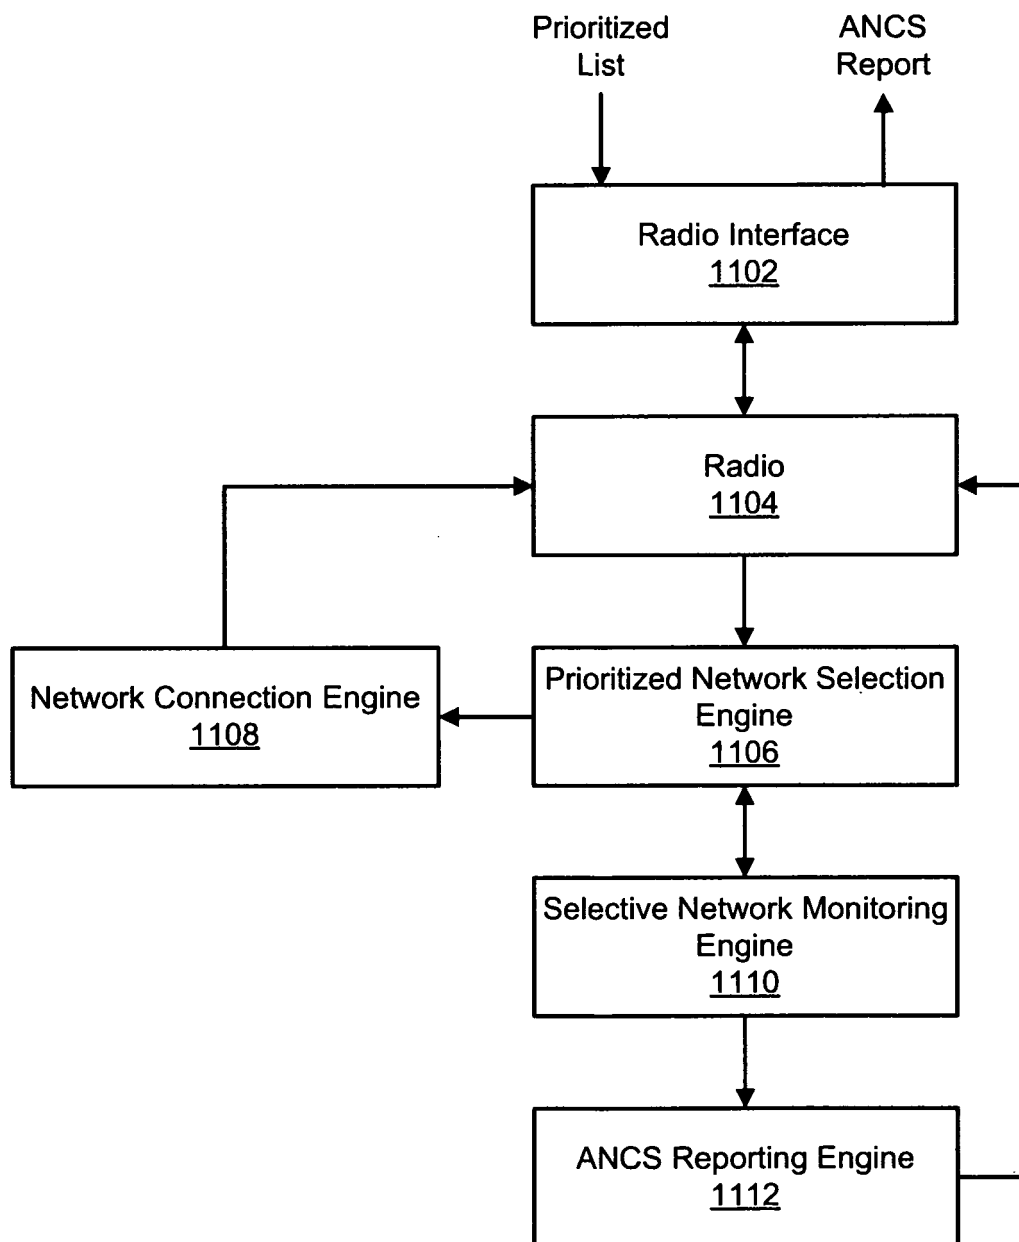 Prioritized
List
ANCS
Report
Radio Interface
1102
Radio
1104
Network Connection Engine
1108
Prioritized Network Selection
Engine
1106
Selective Network Monitoring
Engine
1110
ANCS Reporting Engine
1112